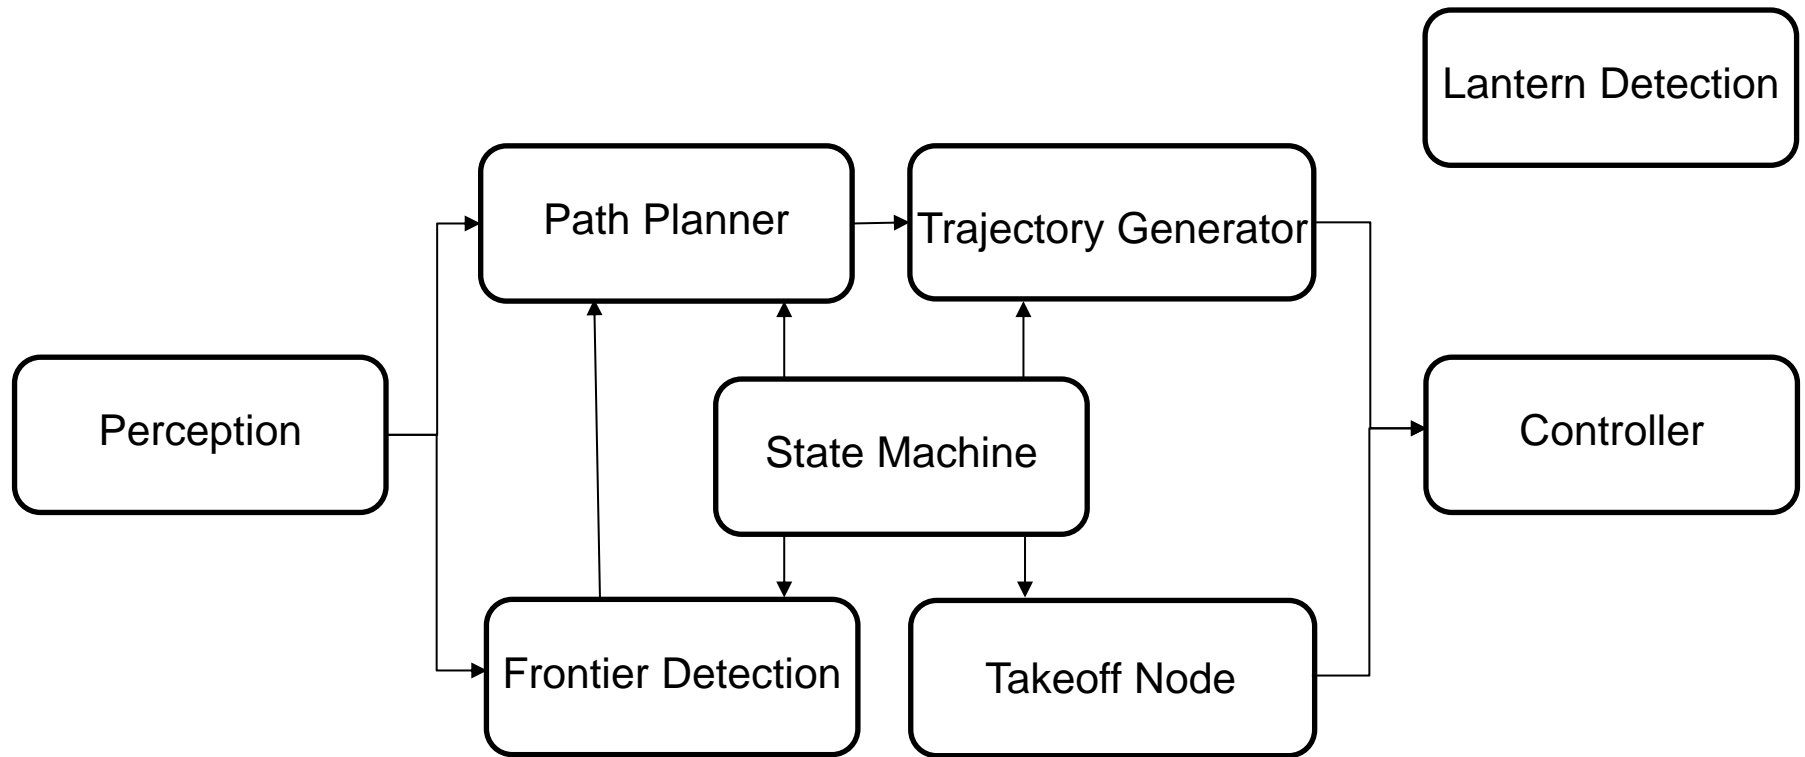 Lantern Detection
Path Planner
Trajectory Generator
Perception
State Machine
Controller
Frontier Detection
Takeoff Node